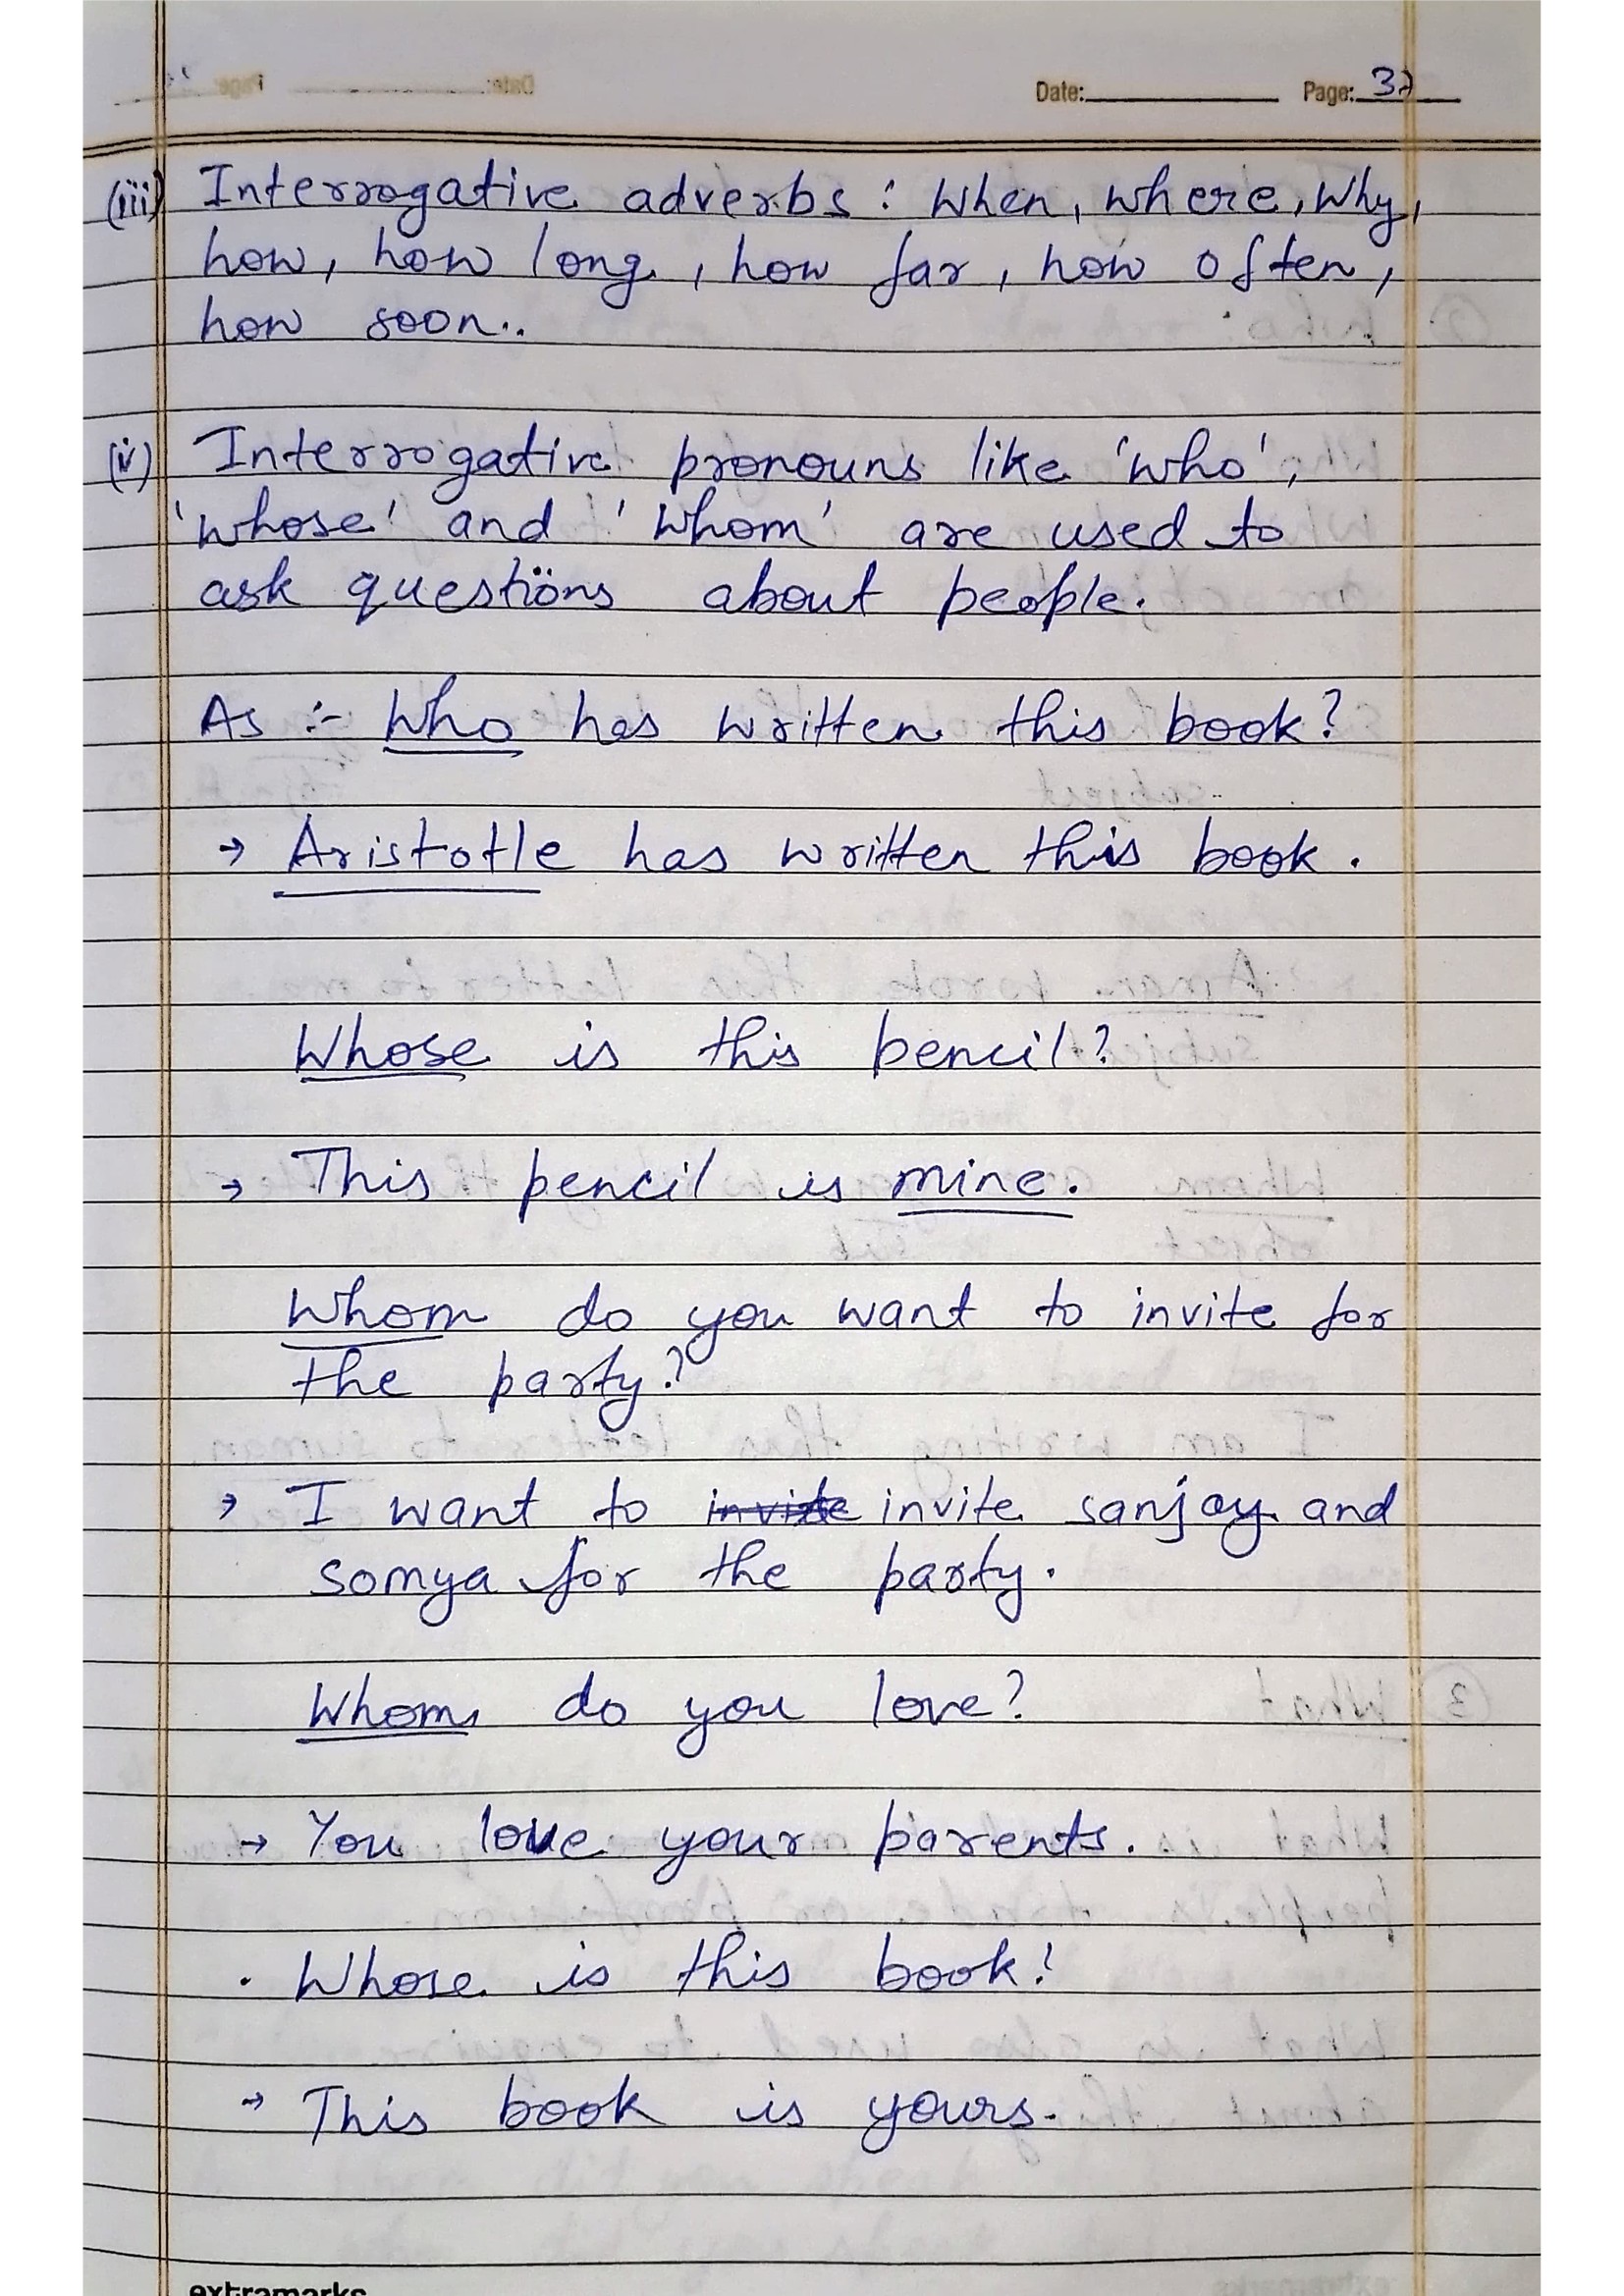 Date: Page: 37
(iii) Interrogative adverbs : When, where, Why,
how, how long, how far, how often,
how soon..
(iv) Interrogative pronouns like 'who',
'whose' and 'whom' are used to
ask questions about people.
As :- Who has written this book?
→ Aristotle has written this book.
Whose is this pencil?
→ This pencil is mine.
Whom do you want to invite for
the party?
→ I want to invite invite sanjay and
somya for the party.
Whom do you love?
→ You love your parents.
. Whose is this book?
→ This book is yours.
extramarks